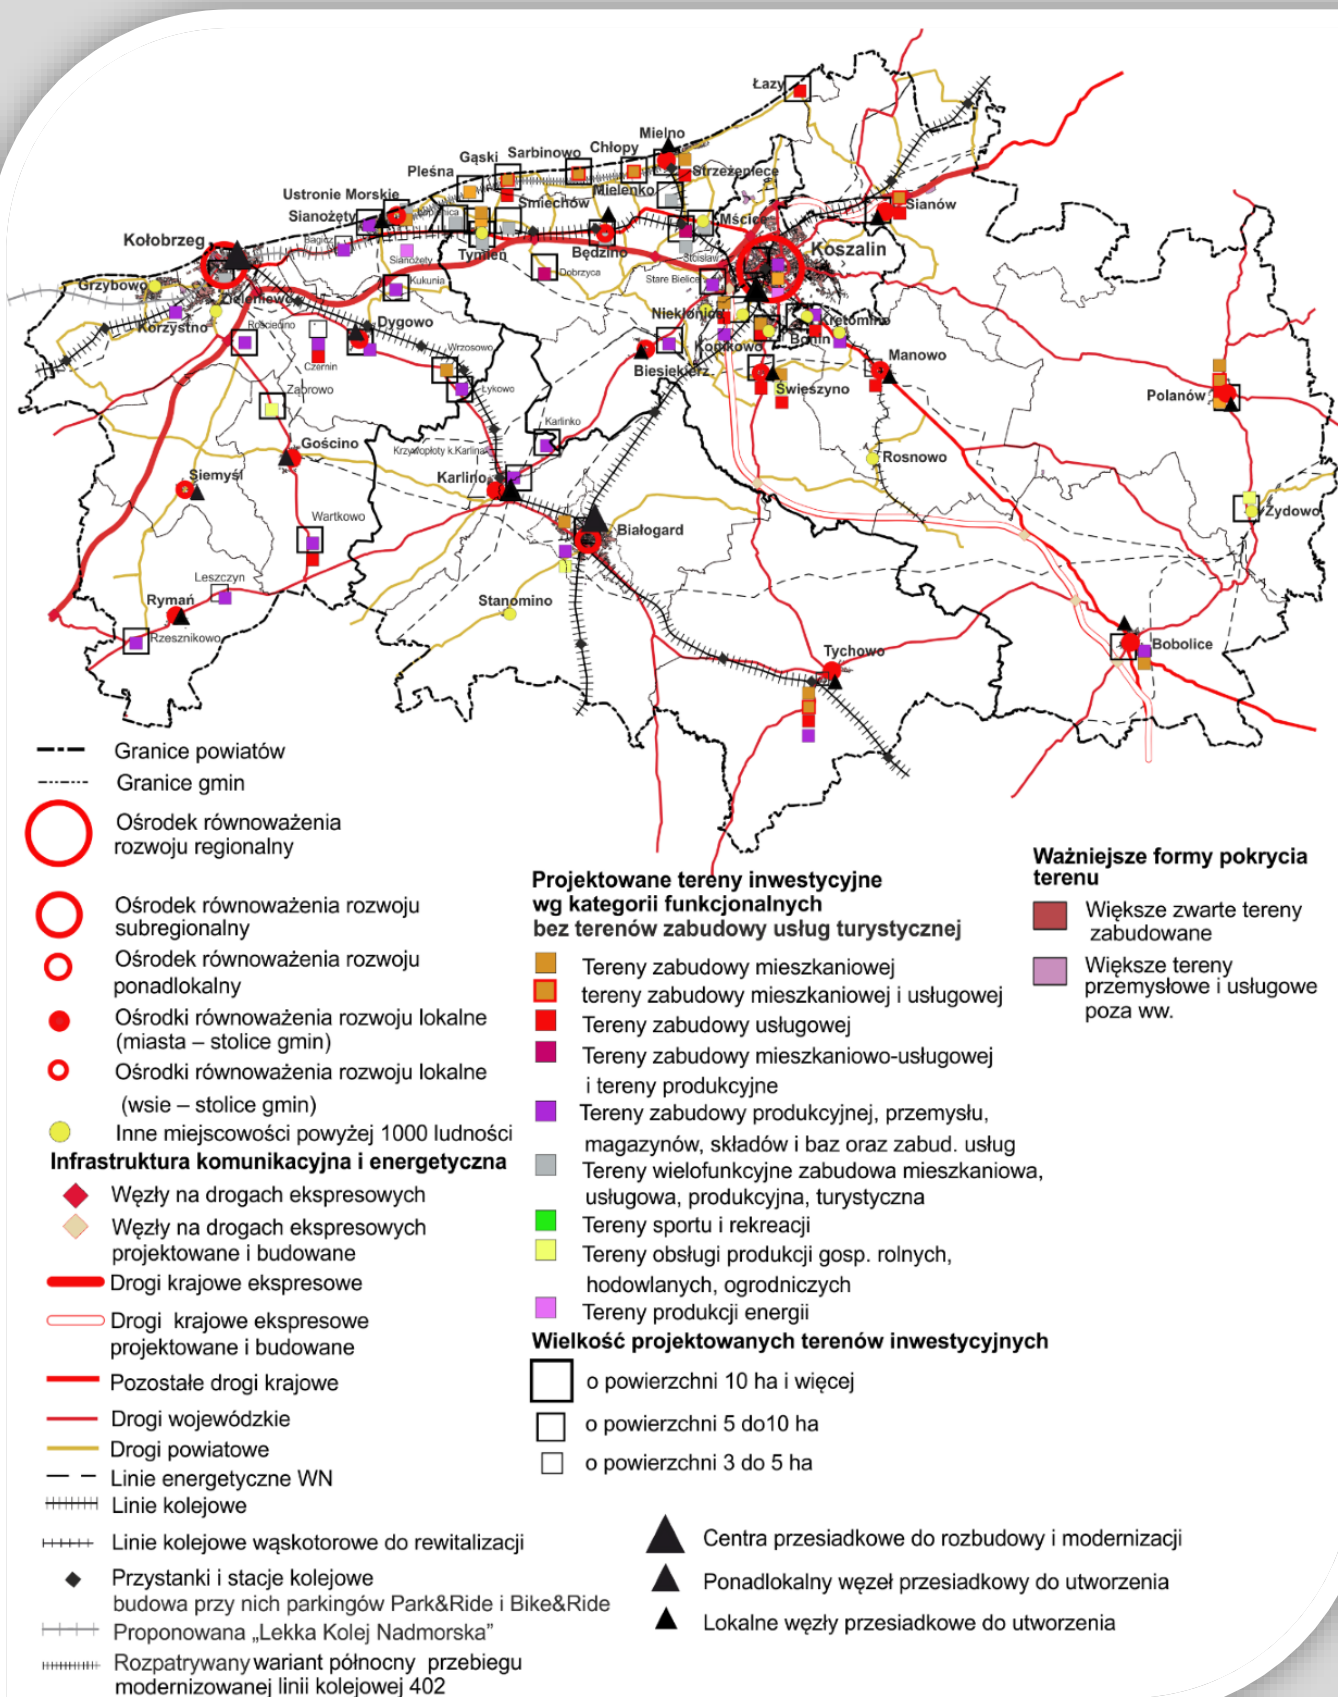 Łazy
Mielno
Chłopy
Sarbinowo
Gąski
Pleśna
Strzeżeniece
Mielenko
Ustronie Morskie
Sianożęty
Śmiechów
Mścice
Sianów
Kołobrzeg
Bagicz
Koszalin
Sianożęty
Tymień
Będzino
Stoisław
Grzybowo
Kukunia
Dobrzyca
Stare Bielice
Zieleniewo
Korzystno
Rościęcino
Dygowo
Niekłonice
Kretomino
Bonin
Konikowo
Czernin
Wrzosowo
Biesiekierz
Manowo
Ząbrowo
Łykowo
Świeszyno
Polanów
Karlinko
Gościno
Krzywopłoty k.Karlina
Rosnowo
Siemyśl
Karlino
Żydowo
Wartkowo
Białogard
Leszczyn
Rymań
Stanomino
Rzesznikowo
Tychowo
Bobolice
Granice powiatów
Granice gmin
Ośrodek równoważenia
rozwoju regionalny
Ośrodek równoważenia rozwoju
subregionalny
Ośrodek równoważenia rozwoju
ponadlokalny
Ośrodki równoważenia rozwoju lokalne
(miasta – stolice gmin)
Ośrodki równoważenia rozwoju lokalne
(wsie – stolice gmin)
Inne miejscowości powyżej 1000 ludności
Infrastruktura komunikacyjna i energetyczna
Węzły na drogach ekspresowych
Węzły na drogach ekspresowych
projektowane i budowane
Drogi krajowe ekspresowe
Drogi krajowe ekspresowe
projektowane i budowane
Pozostałe drogi krajowe
Drogi wojewódzkie
Drogi powiatowe
Linie energetyczne WN
Linie kolejowe
Linie kolejowe wąskotorowe do rewitalizacji
Przystanki i stacje kolejowe
budowa przy nich parkingów Park&Ride i Bike&Ride
Proponowana „Lekka Kolej Nadmorska”
Rozpatrywany wariant północny przebiegu
modernizowanej linii kolejowej 402
Projektowane tereny inwestycyjne
wg kategorii funkcjonalnych
bez terenów zabudowy usług turystycznej
Tereny zabudowy mieszkaniowej
tereny zabudowy mieszkaniowej i usługowej
Tereny zabudowy usługowej
Tereny zabudowy mieszkaniowo-usługowej
i tereny produkcyjne
Tereny zabudowy produkcyjnej, przemysłu,
magazynów, składów i baz oraz zabud. usług
Tereny wielofunkcyjne zabudowa mieszkaniowa,
usługowa, produkcyjna, turystyczna
Tereny sportu i rekreacji
Tereny obsługi produkcji gosp. rolnych,
hodowlanych, ogrodniczych
Tereny produkcji energii
Wielkość projektowanych terenów inwestycyjnych
o powierzchni 10 ha i więcej
o powierzchni 5 do10 ha
o powierzchni 3 do 5 ha
Centra przesiadkowe do rozbudowy i modernizacji
Ponadlokalny węzeł przesiadkowy do utworzenia
Lokalne węzły przesiadkowe do utworzenia
Ważniejsze formy pokrycia
terenu
Większe zwarte tereny
zabudowane
Większe tereny
przemysłowe i usługowe
poza ww.